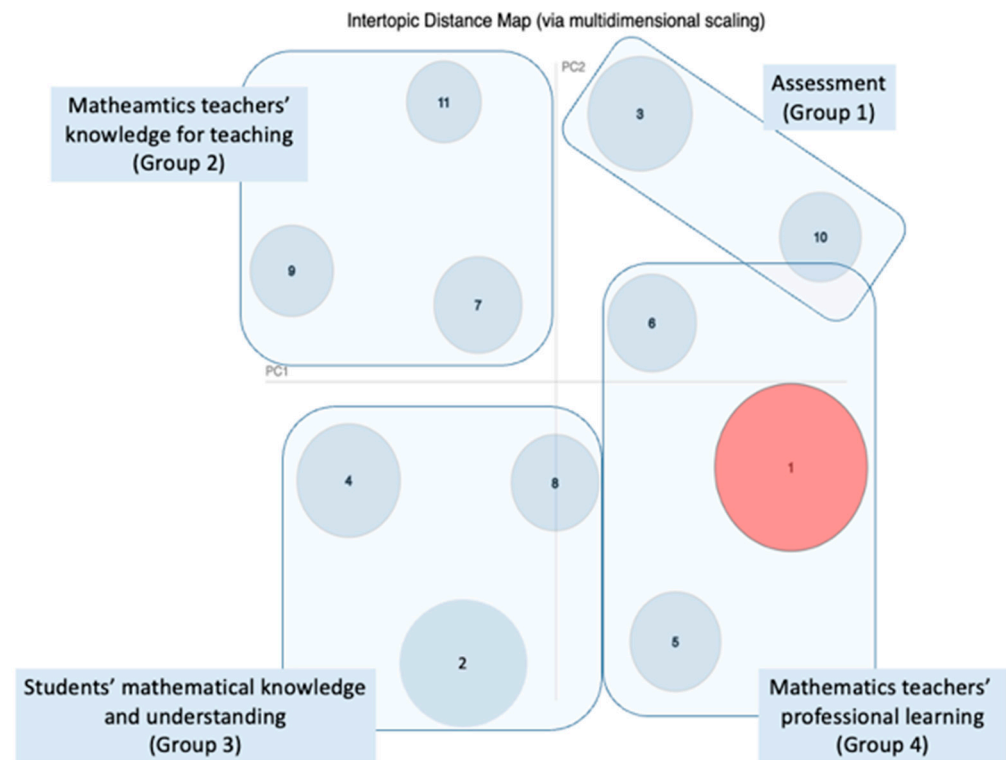 Intertopic Distance Map (via multidimensional scaling)
PC2
Matheamtics teachers’
knowledge for teaching
(Group 2)
Assessment
(Group 1)
11
3
10
9
7
6
PC1
4
8
1
2
5
Students’ mathematical knowledge
and understanding
(Group 3)
Mathematics teachers’
professional learning
(Group 4)